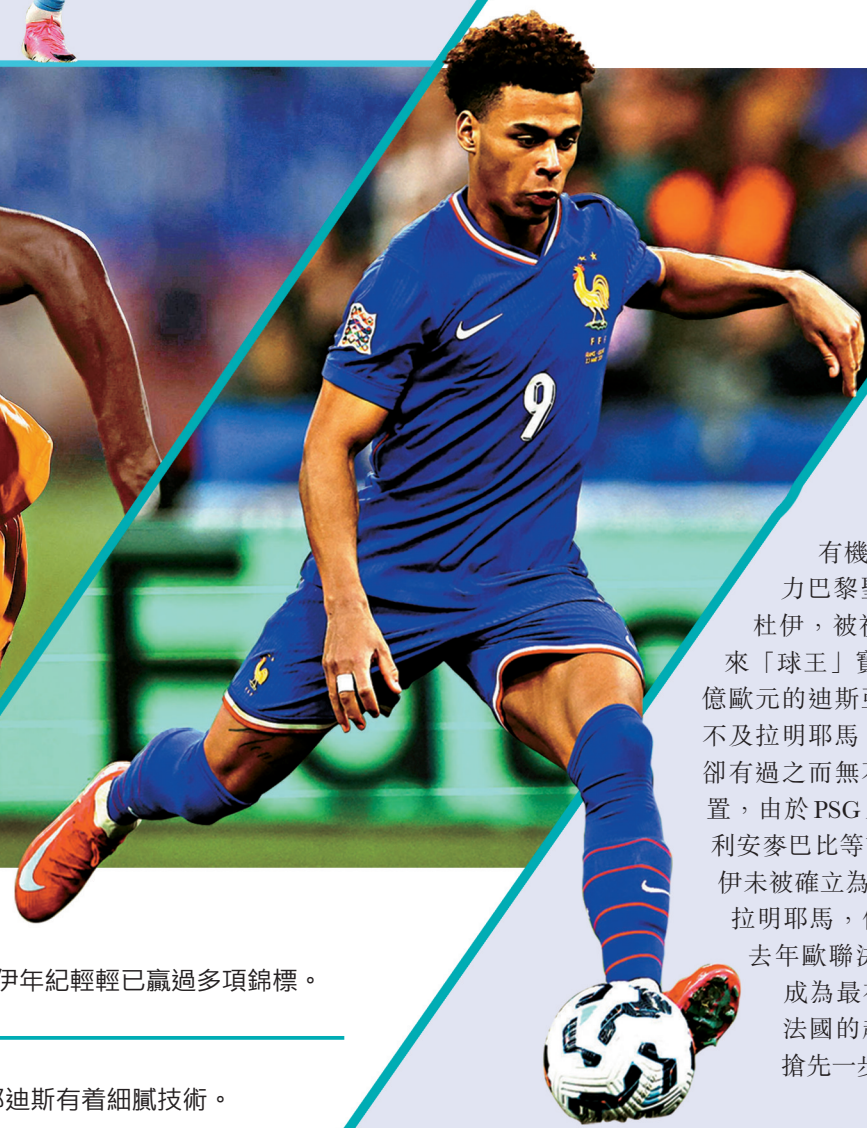 9
FFF
有機
力巴黎
杜伊，被
來「球王」
億歐元的迪斯
不及拉明耶馬
卻有過之而無
置，由於PSG
利安麥巴比等
伊未被確立為
拉明耶馬，
去年歐聯決
成為最
法國的
搶先一步
伊年紀輕輕已贏過多項錦標。
那迪斯有着細膩技術。